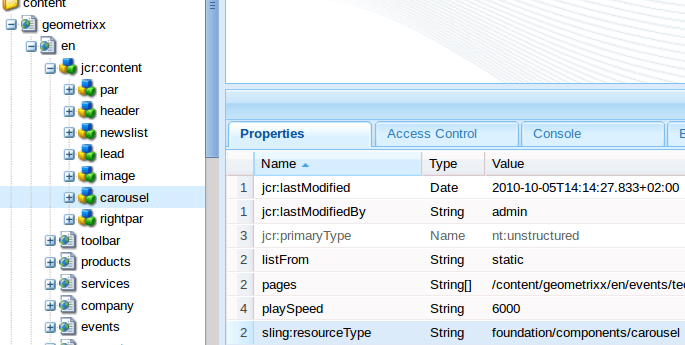 content
geometrixx
en
jcr:content
par
header
newslist
lead
image
carousel
rightpar
toolbar
products
services
company
events
Properties Access Control Console
Name Type Value
1 jcr:lastModified Date 2010-10-05T14:14:27.833+02:00
1 jcr:lastModifiedBy String admin
3 jcr:primaryType Name nt:unstructured
2 listFrom String static
2 pages String[] /content/geometrixx/en/events/te
4 playSpeed String 6000
2 sling:resourceType String foundation/components/carousel